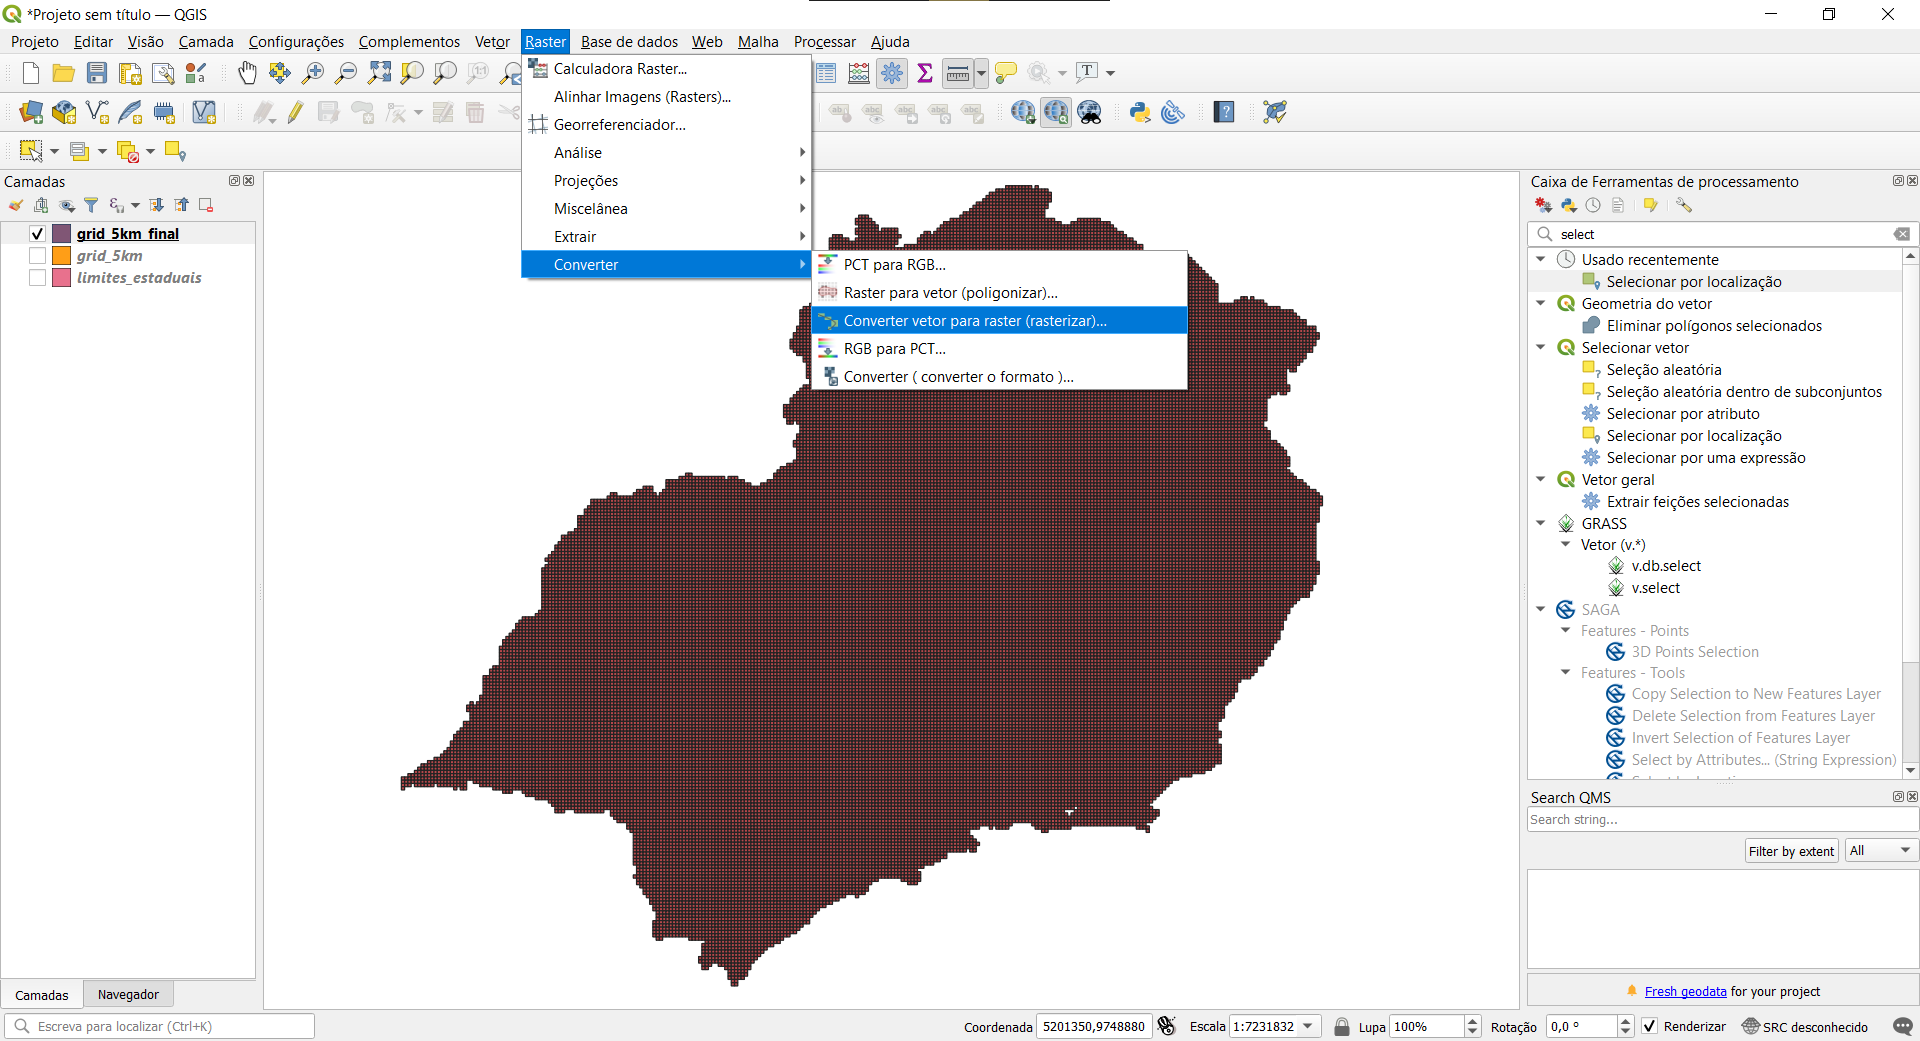 *Projeto sem título — QGIS
Projeto Editar Visão Camada Configurações Complementos Vetor Raster Base de dados Web Malha Processar Ajuda
Calculadora Raster...
Alinhar Imagens (Rasters)...
Georreferenciador...
Análise
Projeções
Miscelânea
Extrair
Converter
PCT para RGB...
Raster para vetor (poligonizar)...
Converter vetor para raster (rasterizar)...
RGB para PCT...
Converter ( converter o formato )...
Camadas
grid_5km_final
grid_5km
limites_estaduais
Camadas Navegador
Caixa de Ferramentas de processamento
select
Usado recentemente
Selecionar por localização
Geometria do vetor
Eliminar polígonos selecionados
Selecionar vetor
Seleção aleatória
Seleção aleatória dentro de subconjuntos
Selecionar por atributo
Selecionar por localização
Selecionar por uma expressão
Vetor geral
Extrair feições selecionadas
GRASS
Vetor (v.*)
v.db.select
v.select
SAGA
Features - Points
3D Points Selection
Features - Tools
Copy Selection to New Features Layer
Delete Selection from Features Layer
Invert Selection of Features Layer
Select by Attributes... (String Expression)
Search QMS
Search string...
Filter by extent All
Fresh geodata for your project
Escreva para localizar (Ctrl+K)
Coordenada 5201350,9748880 Escala 1:7231832 Lupa 100% Rotação 0,0 ° Renderizar SRC desconhecido